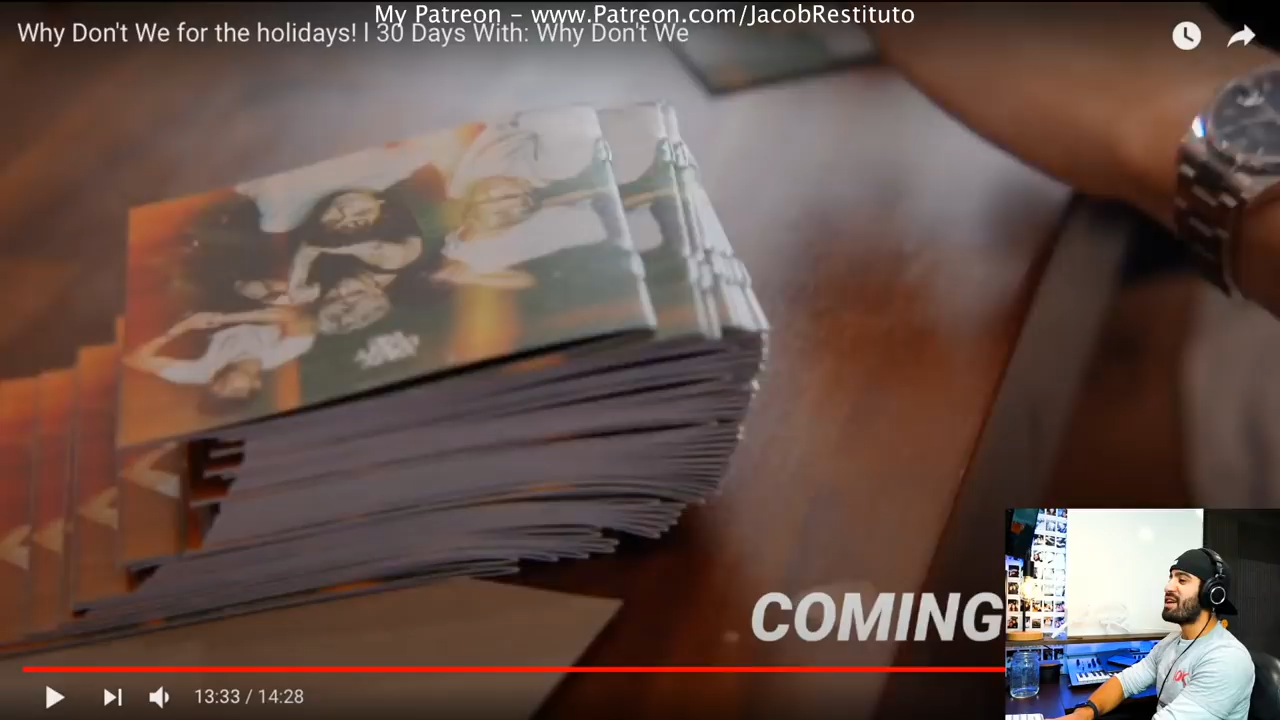 My Patreon - www.Patreon.com/JacobRestituto
Why Don't We for the holidays! l 30 Days With: Why Don't We
COMING
13:33 / 14:28